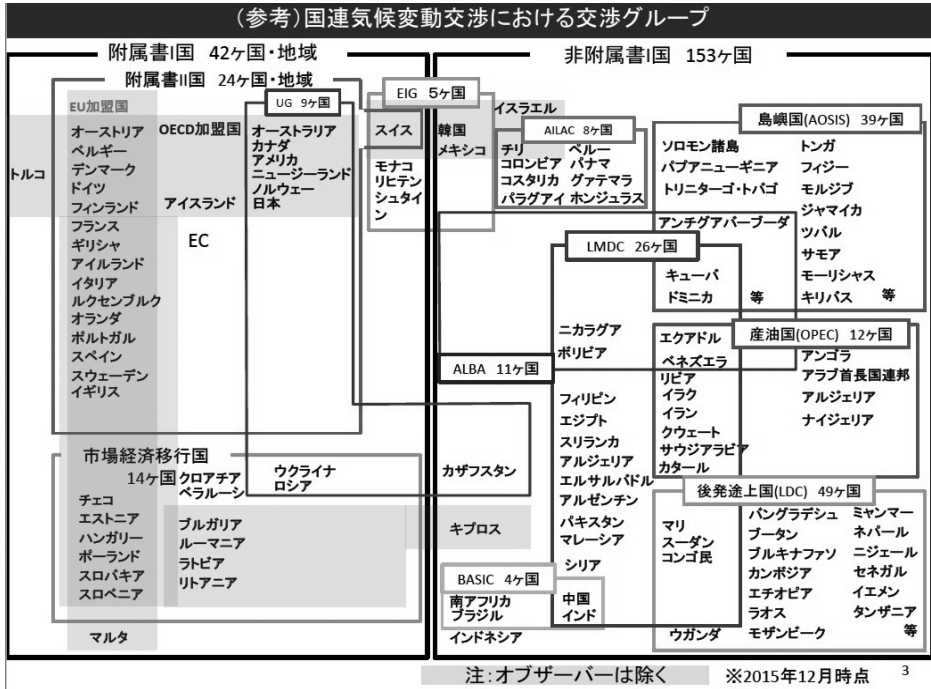 (参考)国連気候変動交渉における交渉グループ
附属書I国 42ヶ国・地域
附属書II国 24ヶ国・地域
EU加盟国
オーストリア
ベルギー
デンマーク
ドイツ
フィンランド
フランス
ギリシャ
アイルランド
イタリア
ルクセンブルク
オランダ
ポルトガル
スペイン
スウェーデン
イギリス
トルコ
OECD加盟国
アイスランド
EC
UG 9ヶ国
オーストラリア
カナダ
アメリカ
ニュージーランド
ノルウェー
日本
EIG 5ヶ国
スイス
モナコ
リヒテン
シュタイ
ン
市場経済移行国
14ヶ国
チェコ
エストニア
ハンガリー
ポーランド
スロバキア
スロベニア
クロアチア
ベラルーシ
ブルガリア
ルーマニア
ラトビア
リトアニア
ウクライナ
ロシア
マルタ
非附属書I国 153ヶ国
イスラエル
韓国
メキシコ
AILAC 8ヶ国
チリ
コロンビア
コスタリカ
パラグアイ
ペルー
パナマ
グァテマラ
ホンジュラス
島嶼国(AOSIS) 39ヶ国
ソロモン諸島
パプアニューギニア
トリニターゴ・トバゴ
アンチグアバーブーダ
キューバ
ドミニカ
等
トンガ
フィジー
モルジブ
ジャマイカ
ツバル
サモア
モーリシャス
キリバス
等
LMDC 26ヶ国
ニカラグア
ボリビア
ALBA 11ヶ国
フィリピン
エジプト
スリランカ
アルジェリア
エルサルバドル
アルゼンチン
パキスタン
マレーシア
シリア
カザフスタン
キプロス
産油国(OPEC) 12ヶ国
エクアドル
ベネズエラ
リビア
イラク
イラン
クウェート
サウジアラビア
カタール
アンゴラ
アラブ首長国連邦
アルジェリア
ナイジェリア
後発途上国(LDC) 49ヶ国
マリ
スーダン
コンゴ民
ウガンダ
バングラデシュ
ブータン
ブルキナファソ
カンボジア
エチオピア
ラオス
モザンビーク
ミャンマー
ネパール
ニジェール
セネガル
イエメン
タンザニア
等
BASIC 4ヶ国
南アフリカ
ブラジル
中国
インド
インドネシア
注:オブザーバーは除く
※2015年12月時点
3